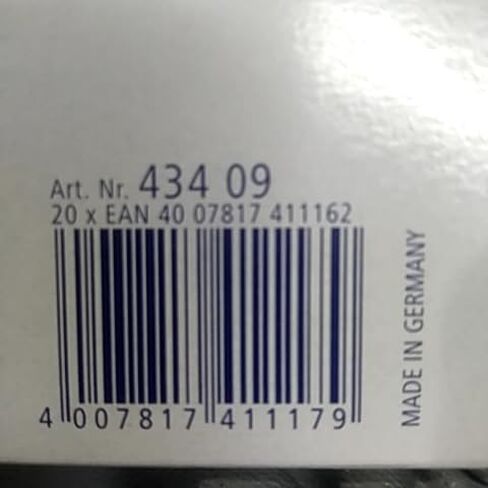 Art. Nr. 434 09
20 x EAN 40 07817 411162
4 007817 411179
MADE IN GERMANY